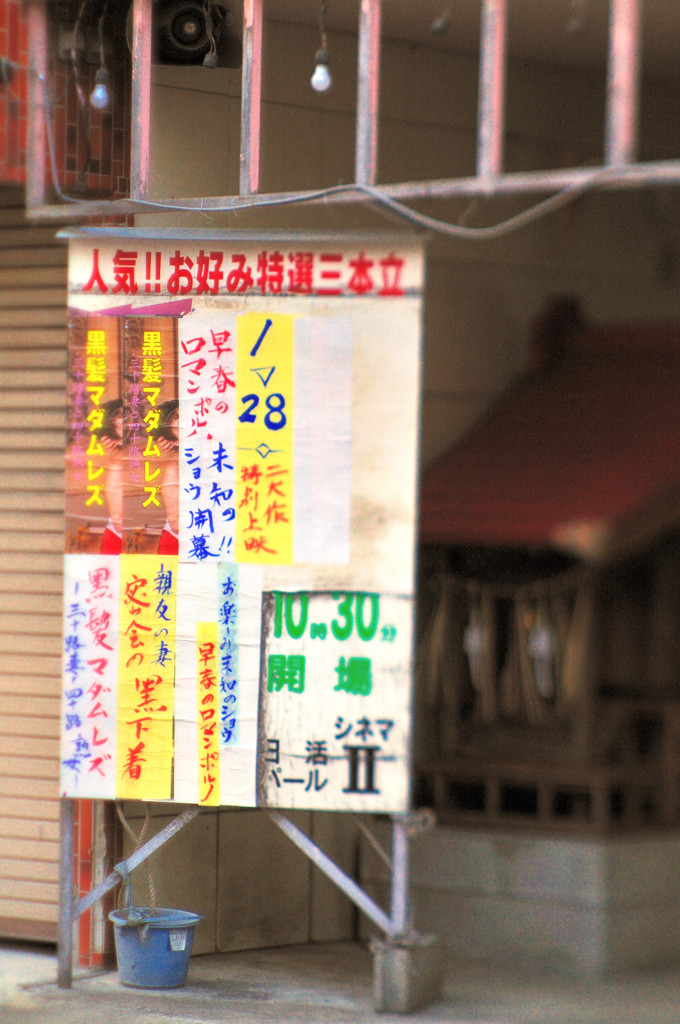 人気!!お好み特選三本立
1
▽
28
二大作
特別上映
早春の
ロマンポルノ
未知の!!
ショウ開幕
黒髪マダムレズ
黒髪マダムレズ
お楽しみ未知のショウ
早春のロマンポルノ
親友の妻
密会の黒下着
黒髪マダムレズ
10時30分
開場
シネマ
II
日活
パール